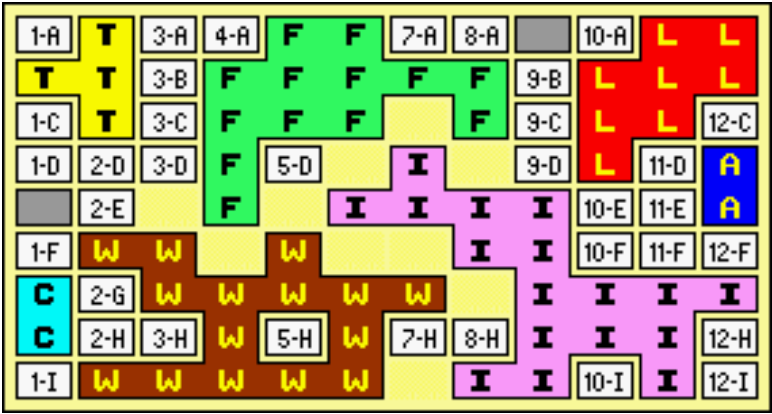 1-A T 3-A 4-A F F 7-A 8-A 10-A L L
T T 3-B F F F F F 9-B L L L
1-C T 3-C F F F F 9-C L L 12-C
1-D 2-D 3-D F 5-D I 9-D L 11-D A
2-E F I I I I 10-E 11-E A
1-F W W W I I 10-F 11-F 12-F
C 2-G W W W W W I I I I
C 2-H 3-H W 5-H W 7-H 8-H I I I 12-H
1-I W W W W W I I 10-I I 12-I